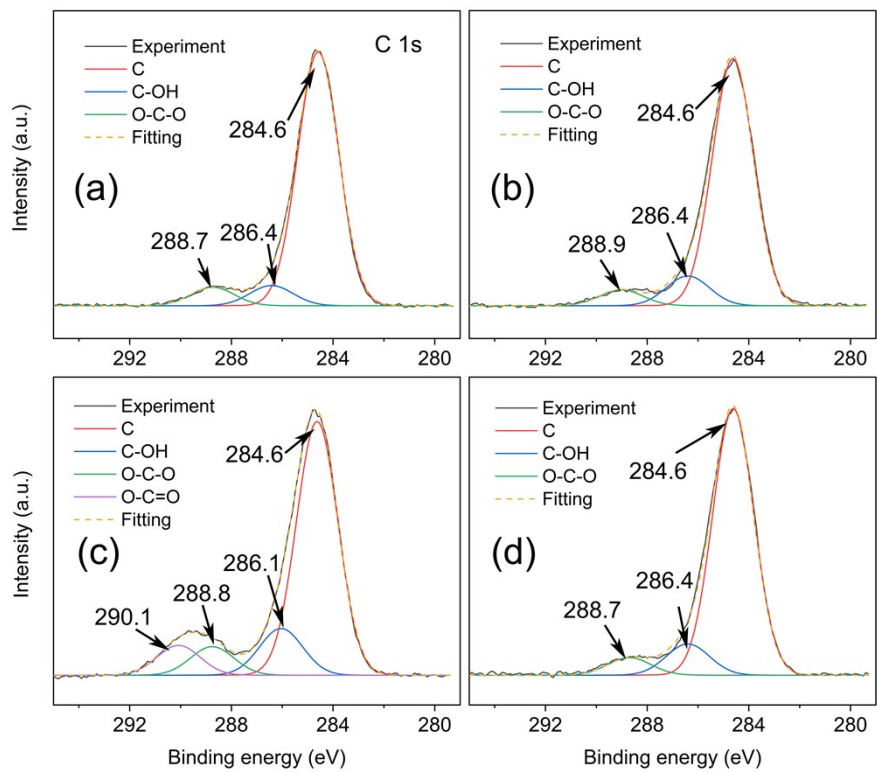 Experiment
C
C-OH
O-C-O
Fitting
C 1s
284.6
(a)
288.7
286.4
Intensity (a.u.)
292
288
284
280
Experiment
C
C-OH
O-C-O
Fitting
284.6
(b)
288.9
286.4
292
288
284
280
Experiment
C
C-OH
O-C-O
O-C=O
Fitting
284.6
(c)
290.1
288.8
286.1
Intensity (a.u.)
292
288
284
280
Binding energy (eV)
Experiment
C
C-OH
O-C-O
Fitting
284.6
(d)
288.7
286.4
292
288
284
280
Binding energy (eV)